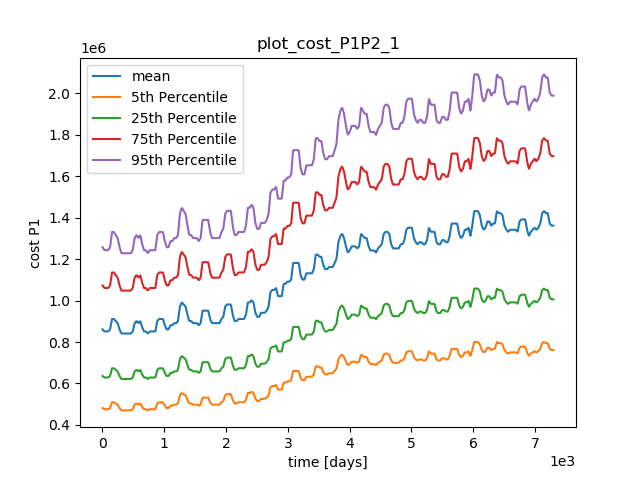 plot_cost_P1P2_1
1e6
mean
5th Percentile
25th Percentile
75th Percentile
95th Percentile
2.0
1.8
1.6
1.4
1.2
1.0
0.8
0.6
0.4
cost P1
0 1 2 3 4 5 6 7
1e3
time [days]